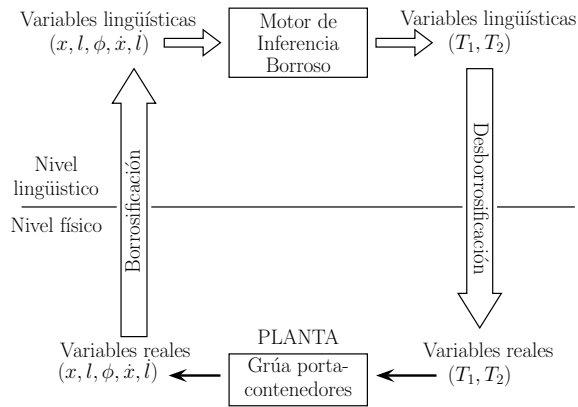 Variables lingüísticas
(x, l, ϕ, ẋ, l̇)
Motor de
Inferencia
Borroso
Variables lingüísticas
(T₁, T₂)
Borrosificación
Desborrosificación
Nivel
lingüistico
Nivel físico
Variables reales
(x, l, ϕ, ẋ, l̇)
PLANTA
Grúa porta-
contenedores
Variables reales
(T₁, T₂)